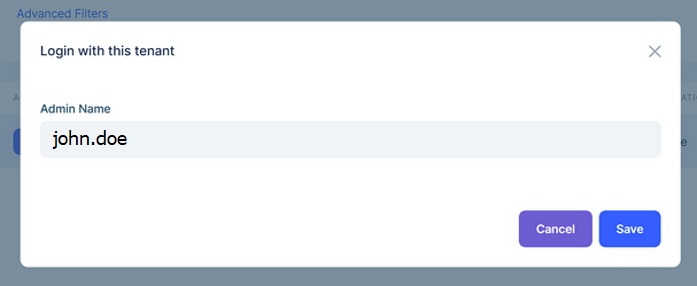 Advanced Filters
Login with this tenant
Admin Name
john.doe
Cancel
Save